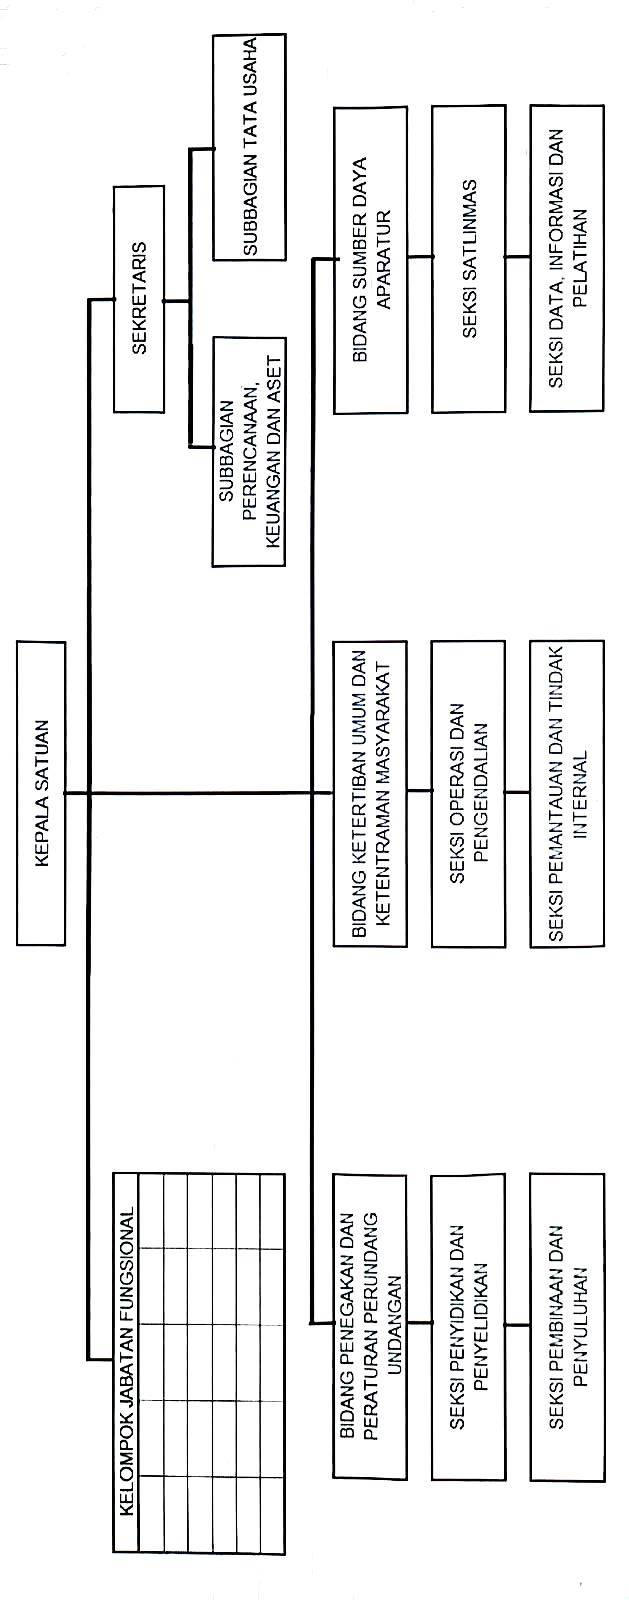 KEPALA SATUAN
KELOMPOK JABATAN FUNGSIONAL
SEKRETARIS
SUBBAGIAN
PERENCANAAN,
KEUANGAN DAN ASET
SUBBAGIAN TATA USAHA
BIDANG PENEGAKAN DAN
PERATURAN PERUNDANG
UNDANGAN
SEKSI PENYIDIKAN DAN
PENYELIDIKAN
SEKSI PEMBINAAN DAN
PENYULUHAN
BIDANG KETERTIBAN UMUM DAN
KETENTRAMAN MASYARAKAT
SEKSI OPERASI DAN
PENGENDALIAN
SEKSI PEMANTAUAN DAN TINDAK
INTERNAL
BIDANG SUMBER DAYA
APARATUR
SEKSI SATLINMAS
SEKSI DATA, INFORMASI DAN
PELATIHAN